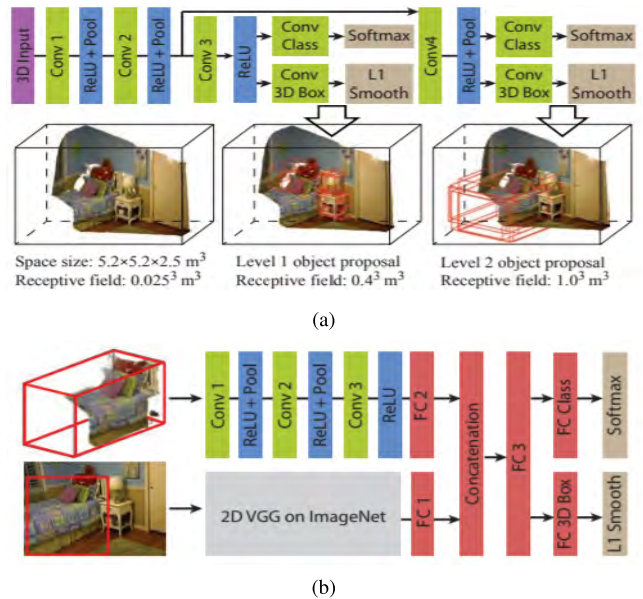 3D Input
Conv 1
ReLU + Pool
Conv 2
ReLU + Pool
Conv 3
ReLU
Conv Class
Softmax
Conv 3D Box
L1 Smooth
Conv4
ReLU + Pool
Conv Class
Softmax
Conv 3D Box
L1 Smooth
Space size: 5.2×5.2×2.5 m³
Receptive field: 0.025³ m³
Level 1 object proposal
Receptive field: 0.4³ m³
Level 2 object proposal
Receptive field: 1.0³ m³
(a)
Conv 1
ReLU + Pool
Conv 2
ReLU + Pool
Conv 3
ReLU
FC 2
2D VGG on ImageNet
FC 1
Concatenation
FC 3
FC Class
Softmax
FC 3D Box
L1 Smooth
(b)